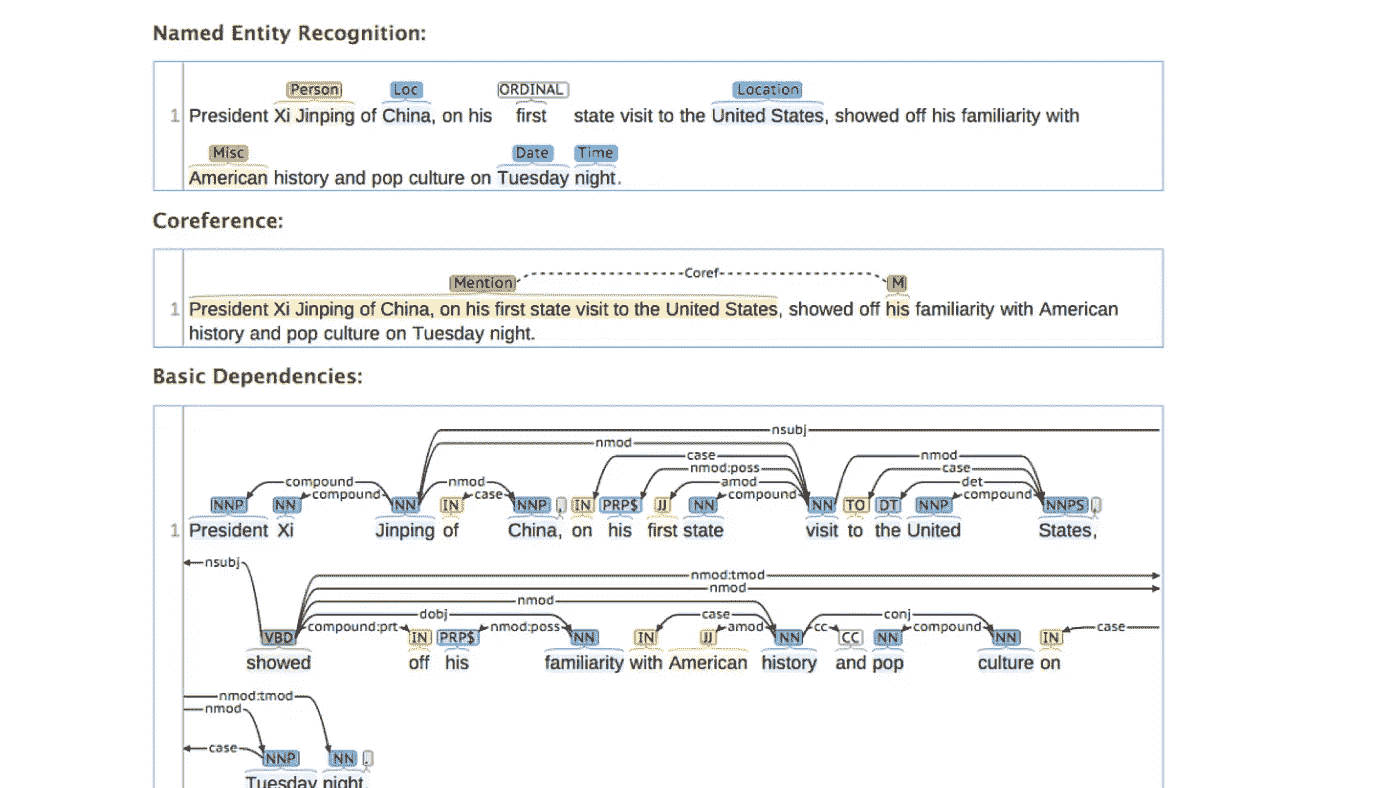 Named Entity Recognition:
Person Loc ORDINAL Location
1 President Xi Jinping of China, on his first state visit to the United States, showed off his familiarity with
Misc Date Time
American history and pop culture on Tuesday night.
Coreference:
Coref
Mention M
1 President Xi Jinping of China, on his first state visit to the United States, showed off his familiarity with American
history and pop culture on Tuesday night.
Basic Dependencies:
nsubj
nmod
case nmod
nmod:poss case
compound nmod amod det
compound case compound compound
NNP NN NN IN NNP , IN PRP$ JJ NN NN TO DT NNP NNPS ,
1 President Xi Jinping of China, on his first state visit to the United States,
nsubj
nmod:tmod
nmod
nmod
dobj case conj
compound:prt nmod:poss amod cc compound case
VBD IN PRP$ NN IN JJ NN CC NN NN IN
showed off his familiarity with American history and pop culture on
nmod:tmod
nmod
case
NNP NN .
Tuesday night.